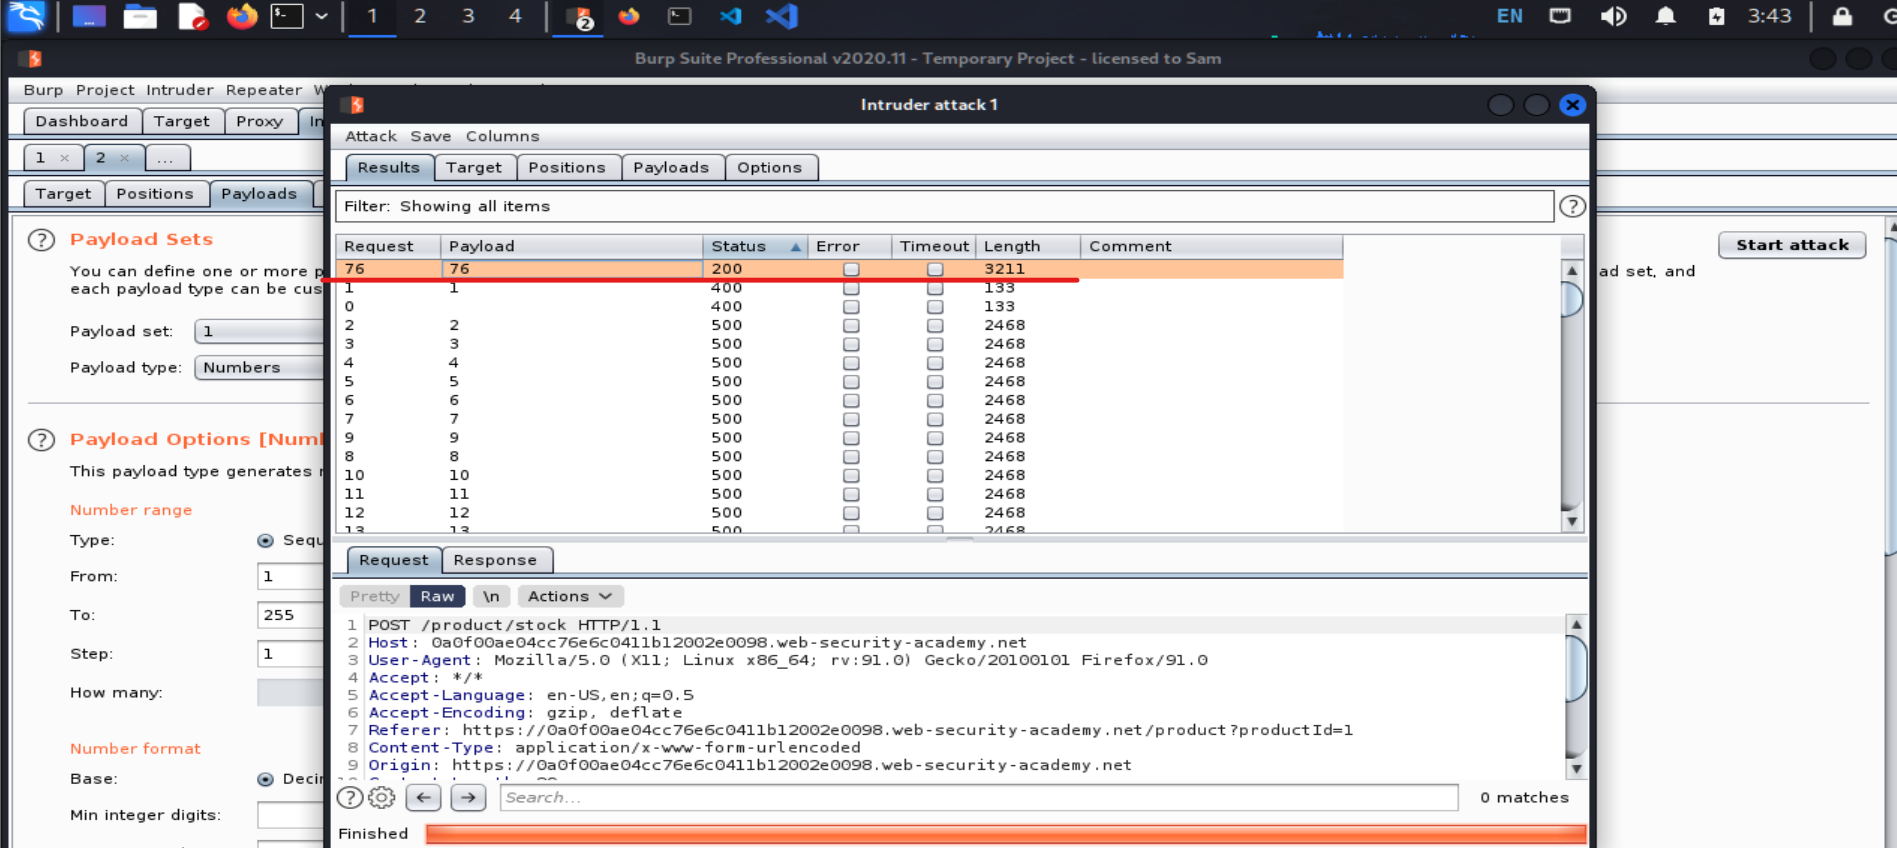 1 2 3 4 2 EN 3:43
Burp Suite Professional v2020.11 - Temporary Project - licensed to Sam
Burp Project Intruder Repeater W
Dashboard Target Proxy In
1 × 2 × ...
Target Positions Payloads
Payload Sets
Start attack
You can define one or more p
ad set, and
each payload type can be cus
Payload set: 1
Payload type: Numbers
Payload Options [Num
This payload type generates
Number range
Type: Sequ
From: 1
To: 255
Step: 1
How many:
Number format
Base: Deci
Min integer digits:
Intruder attack 1
Attack Save Columns
Results Target Positions Payloads Options
Filter: Showing all items
Request Payload Status Error Timeout Length Comment
76 76 200 3211
1 1 400 133
0 400 133
2 2 500 2468
3 3 500 2468
4 4 500 2468
5 5 500 2468
6 6 500 2468
7 7 500 2468
9 9 500 2468
8 8 500 2468
10 10 500 2468
11 11 500 2468
12 12 500 2468
13 13 500 2468
Request Response
Pretty Raw \n Actions
1 POST /product/stock HTTP/1.1
2 Host: 0a0f00ae04cc76e6c0411b12002e0098.web-security-academy.net
3 User-Agent: Mozilla/5.0 (X11; Linux x86_64; rv:91.0) Gecko/20100101 Firefox/91.0
4 Accept: */*
5 Accept-Language: en-US,en;q=0.5
6 Accept-Encoding: gzip, deflate
7 Referer: https://0a0f00ae04cc76e6c0411b12002e0098.web-security-academy.net/product?productId=1
8 Content-Type: application/x-www-form-urlencoded
9 Origin: https://0a0f00ae04cc76e6c0411b12002e0098.web-security-academy.net
Search...
0 matches
Finished